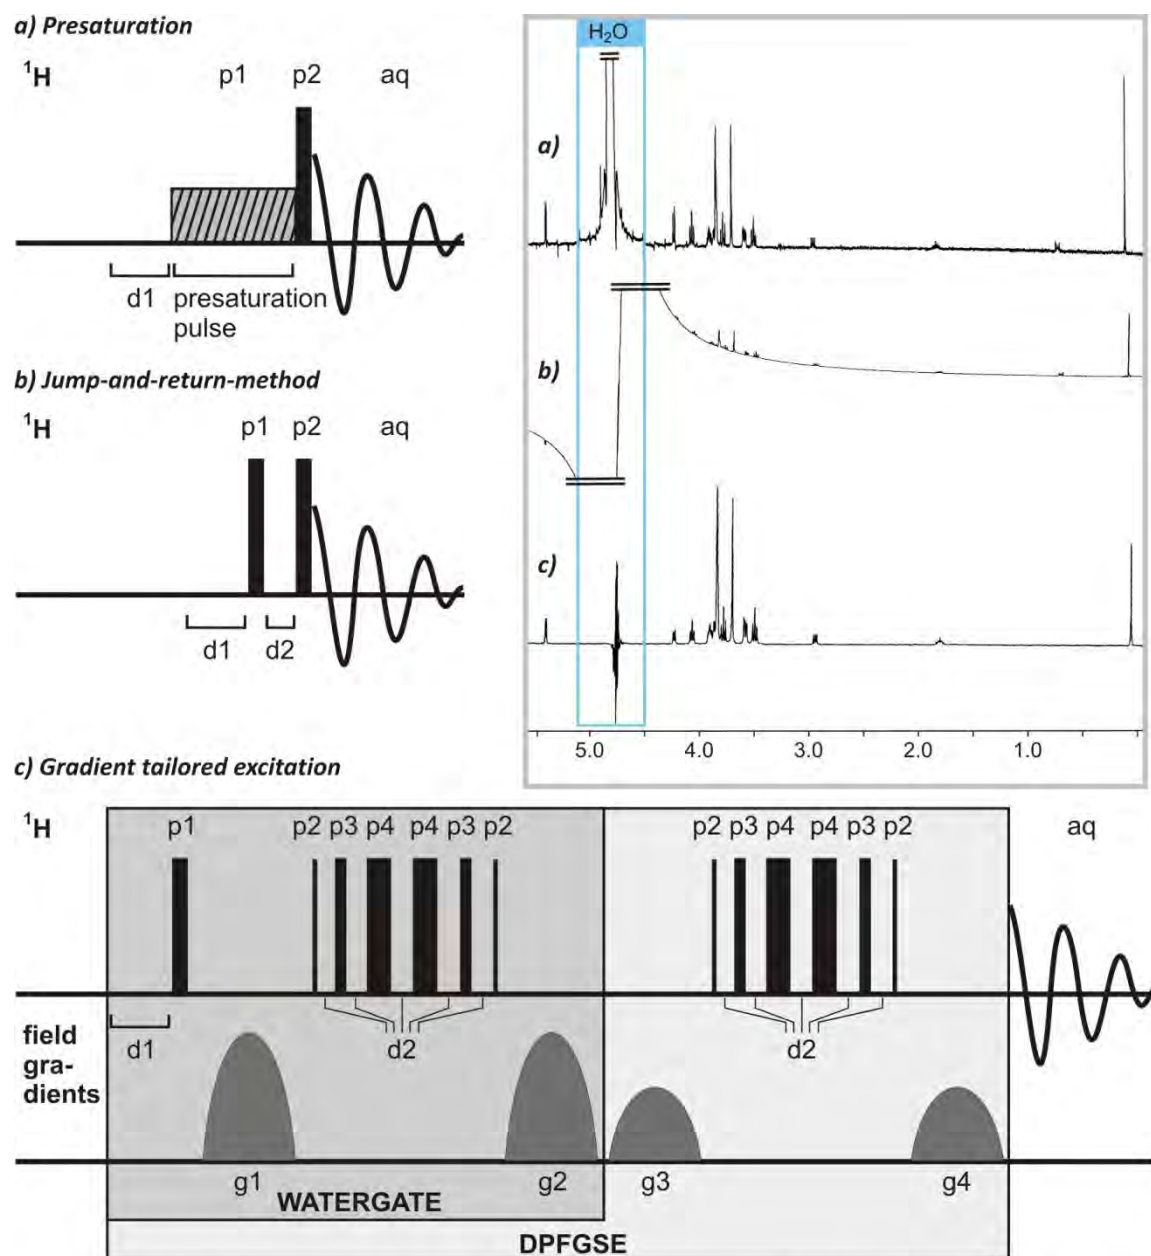 a) Presaturation
¹H
p1 p2 aq
d1 presaturation
pulse
b) Jump-and-return-method
¹H
p1 p2 aq
d1 d2
H₂O
a)
b)
c)
5.0 4.0 3.0 2.0 1.0
c) Gradient tailored excitation
¹H
p1 p2 p3 p4 p4 p3 p2 p2 p3 p4 p4 p3 p2 aq
d1 d2 d2
field
gra-
dients
g1 g2 g3 g4
WATERGATE
DPFGSE